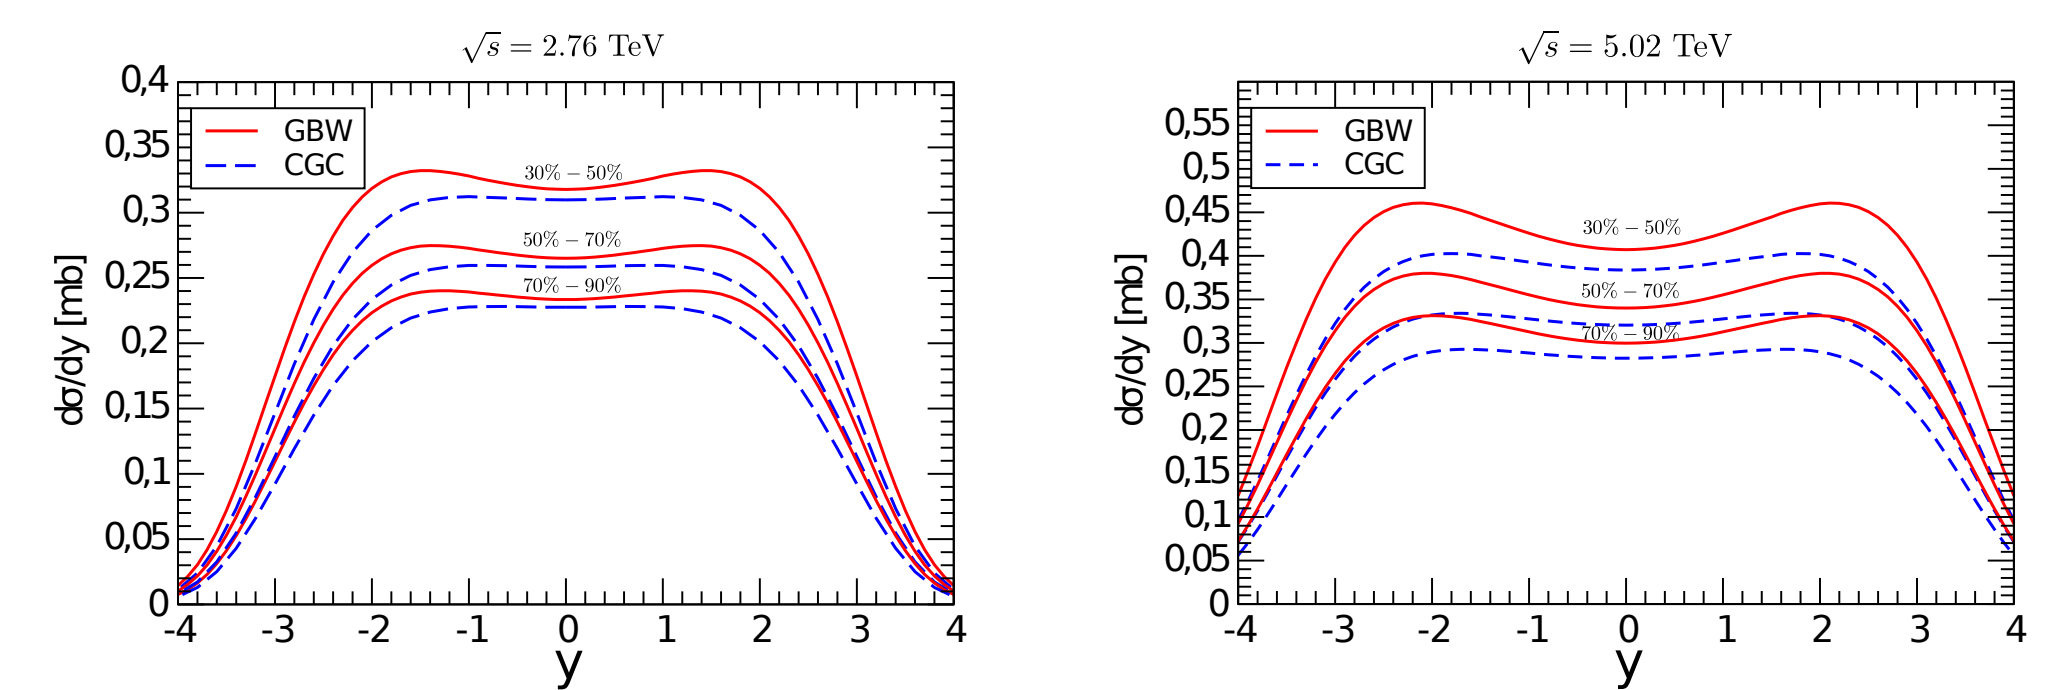 √s = 2.76 TeV
0,4
0,35
0,3
0,25
0,2
0,15
0,1
0,05
0
dσ/dy [mb]
GBW
CGC
30% − 50%
50% − 70%
70% − 90%
-4 -3 -2 -1 0 1 2 3 4
y
√s = 5.02 TeV
0,55
0,5
0,45
0,4
0,35
0,3
0,25
0,2
0,15
0,1
0,05
0
dσ/dy [mb]
GBW
CGC
30% − 50%
50% − 70%
70% − 90%
-4 -3 -2 -1 0 1 2 3 4
y